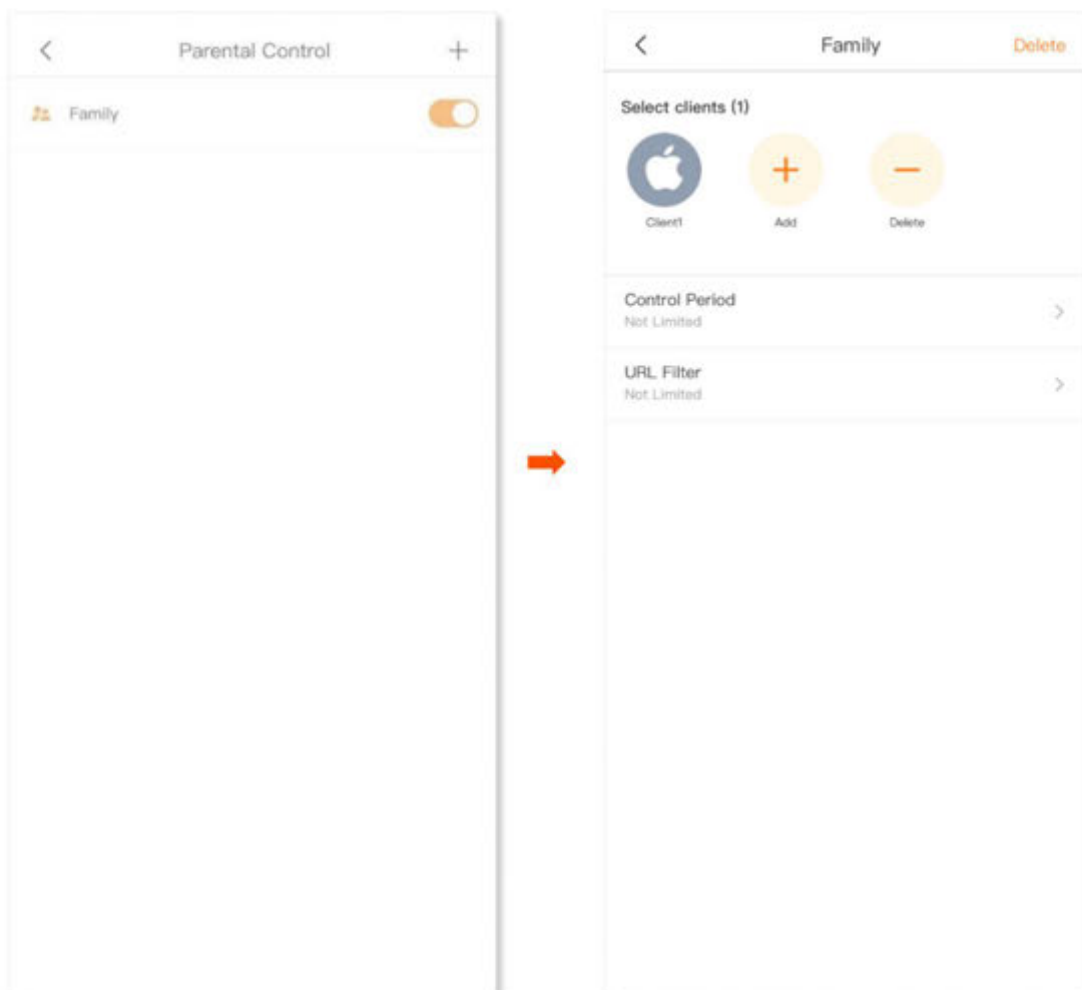 Parental Control
Family
Family
Delete
Select clients (1)
Client1
Add
Delete
Control Period
Not Limited
URL Filter
Not Limited